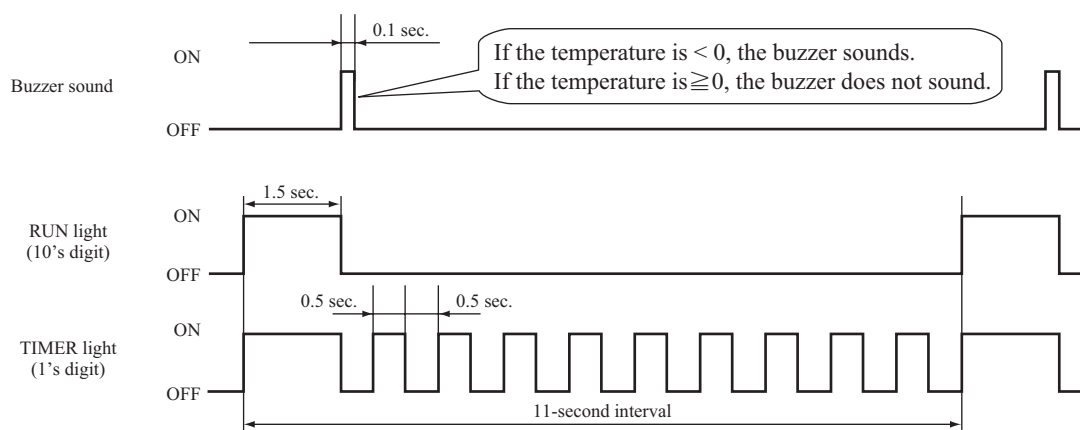 0.1 sec.
ON
If the temperature is < 0, the buzzer sounds.
If the temperature is≧0, the buzzer does not sound.
Buzzer sound
OFF
1.5 sec.
ON
RUN light
(10's digit)
OFF
0.5 sec.
0.5 sec.
ON
TIMER light
(1's digit)
OFF
11-second interval